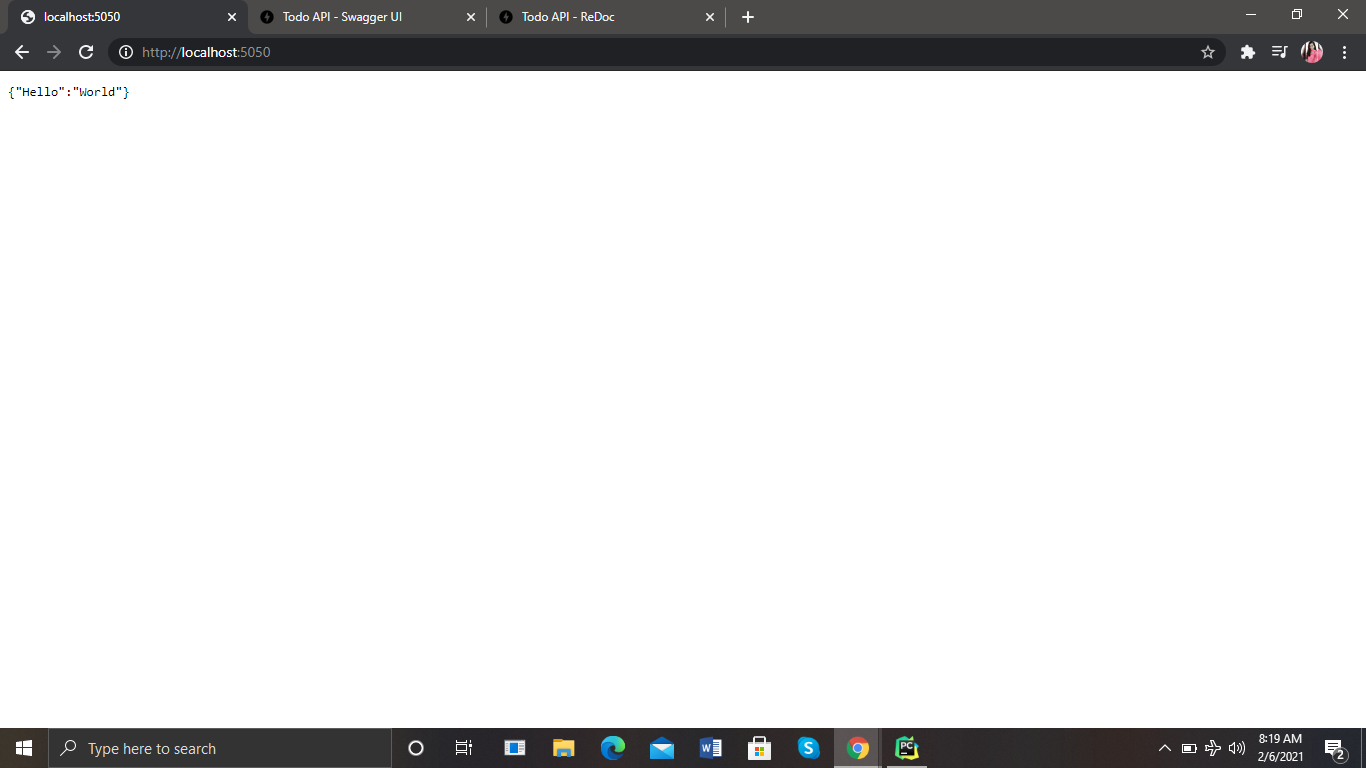 localhost:5050
Todo API - Swagger UI
Todo API - ReDoc
http://localhost:5050
{"Hello":"World"}
Type here to search
W
S
PC
8:19 AM
2/6/2021
2